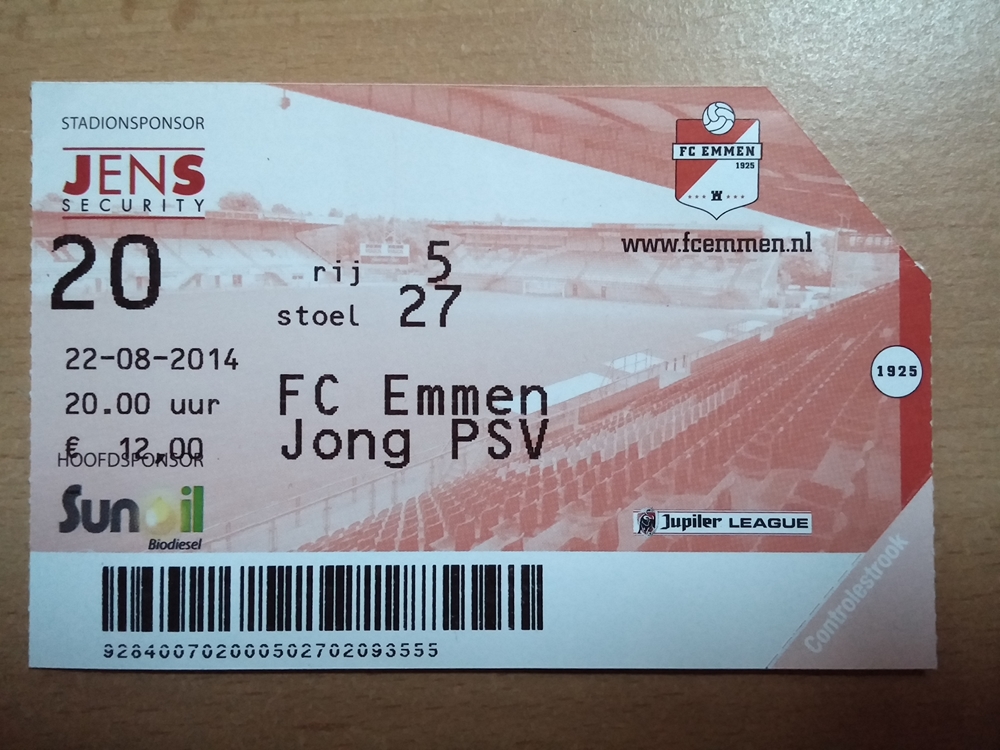 STADIONSPONSOR
JENS
SECURITY
20
rij 5
stoel 27
22-08-2014
20.00 uur
€ 12,00
FC Emmen
Jong PSV
HOOFDSPONSOR
Sunoil
Biodiesel
FC EMMEN
1925
www.fcemmen.nl
1925
Jupiler LEAGUE
Controlestrook
928400702000502702093555